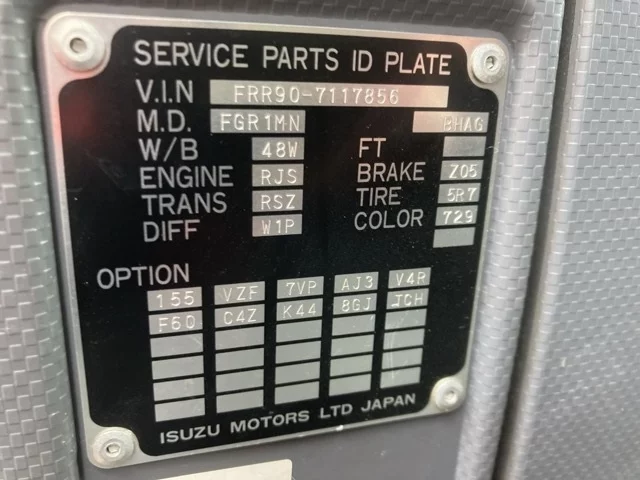 SERVICE PARTS ID PLATE
V.I.N FRR90-7117856
M.D. FGR1MN BHAG
W/B 48W FT
ENGINE RJS BRAKE Z05
TRANS RSZ TIRE 5R7
DIFF W1P COLOR 729
OPTION
155 VZF 7VP AJ3 V4R
F60 C4Z K44 8GJ JCH
ISUZU MOTORS LTD JAPAN